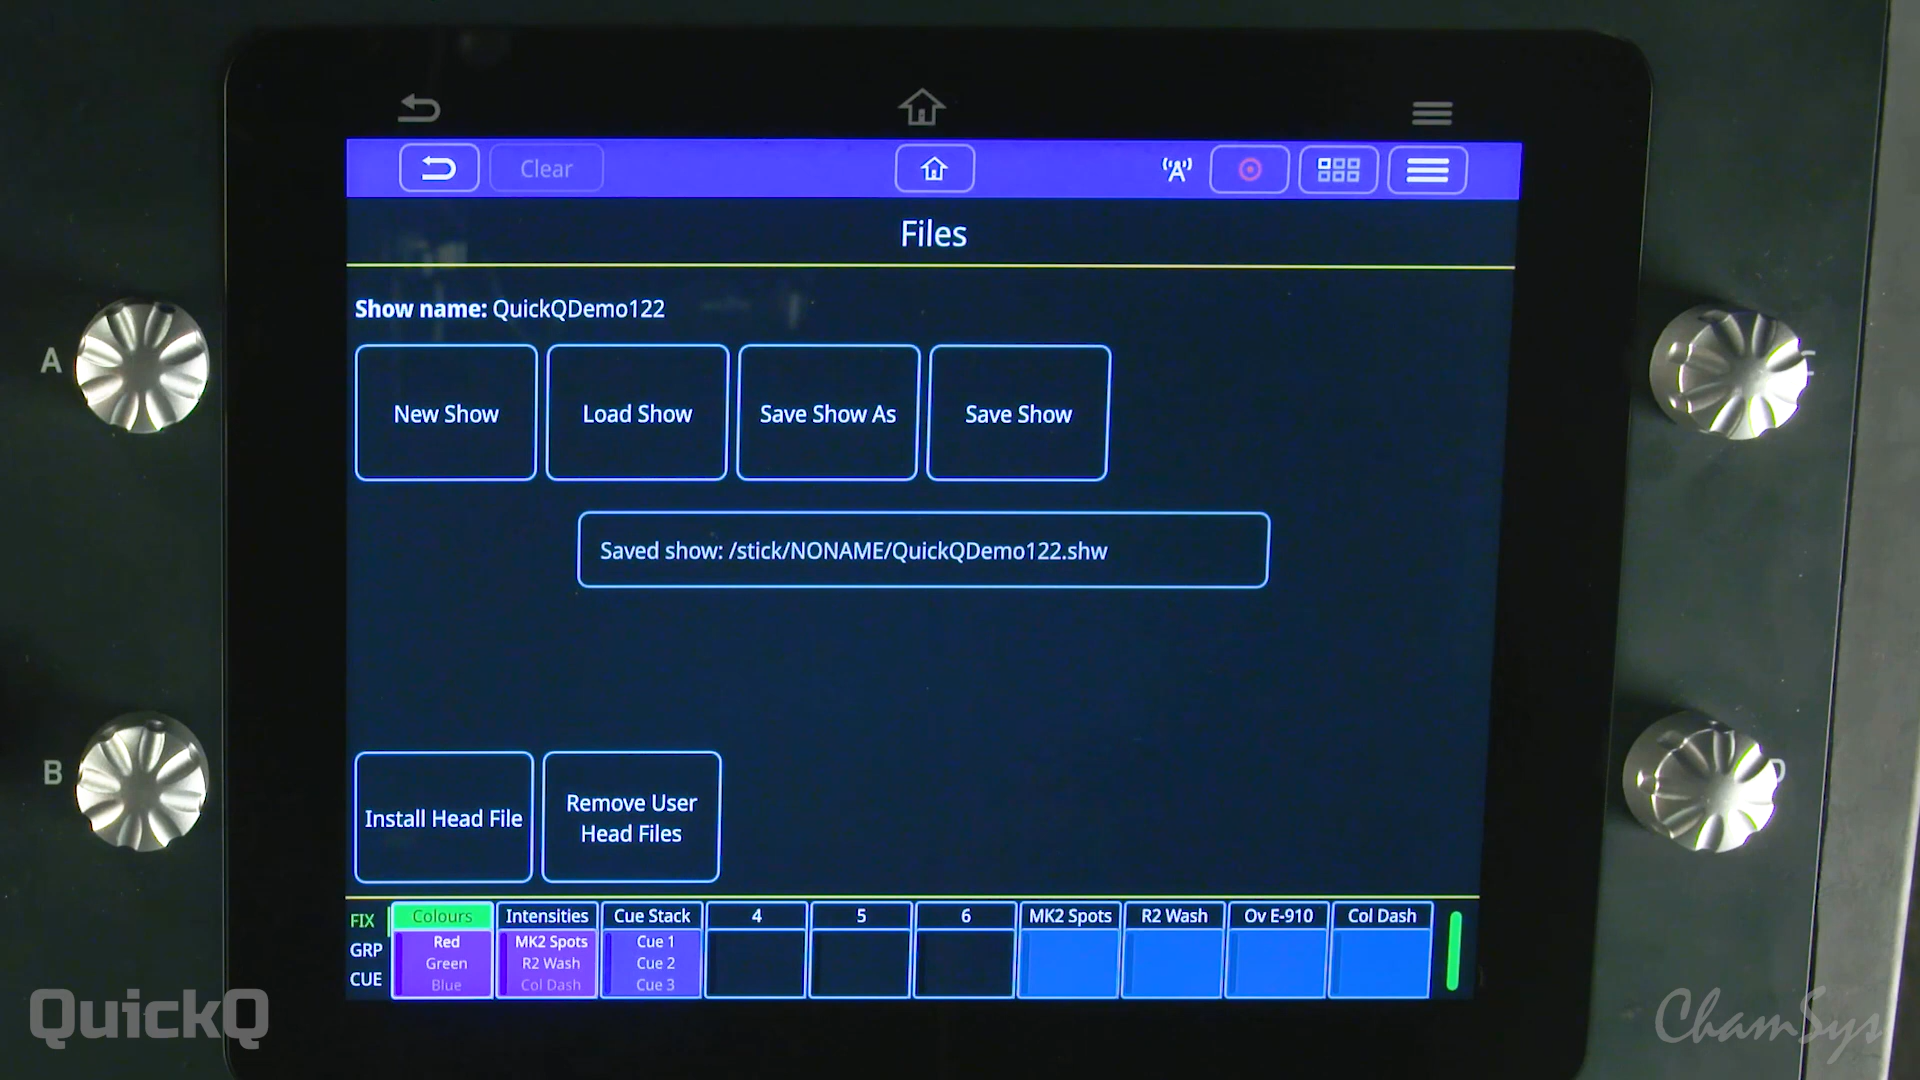 Clear
Files
Show name: QuickQDemo122
A
New Show
Load Show
Save Show As
Save Show
Saved show: /stick/NONAME/QuickQDemo122.shw
B
D
Install Head File
Remove User
Head Files
FIX
GRP
CUE
Colours
Red
Green
Blue
Intensities
MK2 Spots
R2 Wash
Col Dash
Cue Stack
Cue 1
Cue 2
Cue 3
4
5
6
MK2 Spots
R2 Wash
Ov E-910
Col Dash
QuickQ
ChamSys